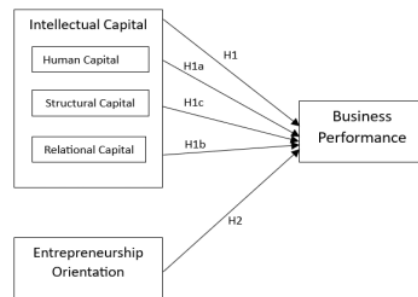 Intellectual Capital
Human Capital
Structural Capital
Relational Capital
H1
H1a
H1c
H1b
H2
Business
Performance
Entrepreneurship
Orientation